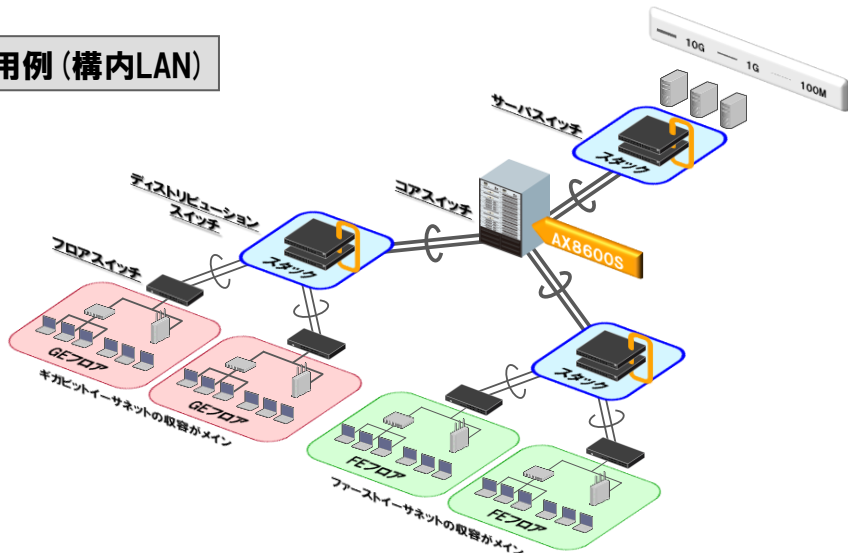 用例 (構内LAN)
10G
1G
100M
サーバスイッチ
スタック
コアスイッチ
AX8600S
ディストリビューション
スイッチ
スタック
フロアスイッチ
GEフロア
GEフロア
ギガビットイーサネットの収容がメイン
スタック
FEフロア
FEフロア
ファーストイーサネットの収容がメイン